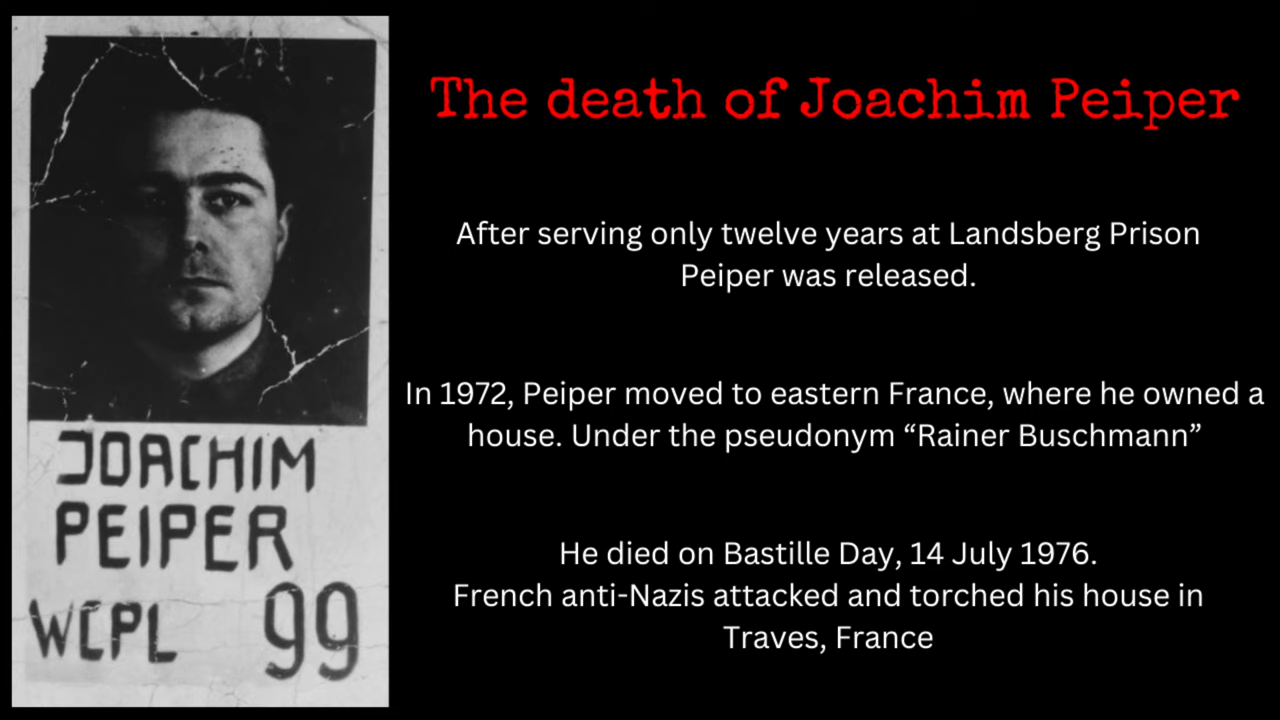 The death of Joachim Peiper
After serving only twelve years at Landsberg Prison
Peiper was released.
In 1972, Peiper moved to eastern France, where he owned a
house. Under the pseudonym “Rainer Buschmann”
He died on Bastille Day, 14 July 1976.
French anti-Nazis attacked and torched his house in
Traves, France
JOACHIM
PEIPER
WCPL 99